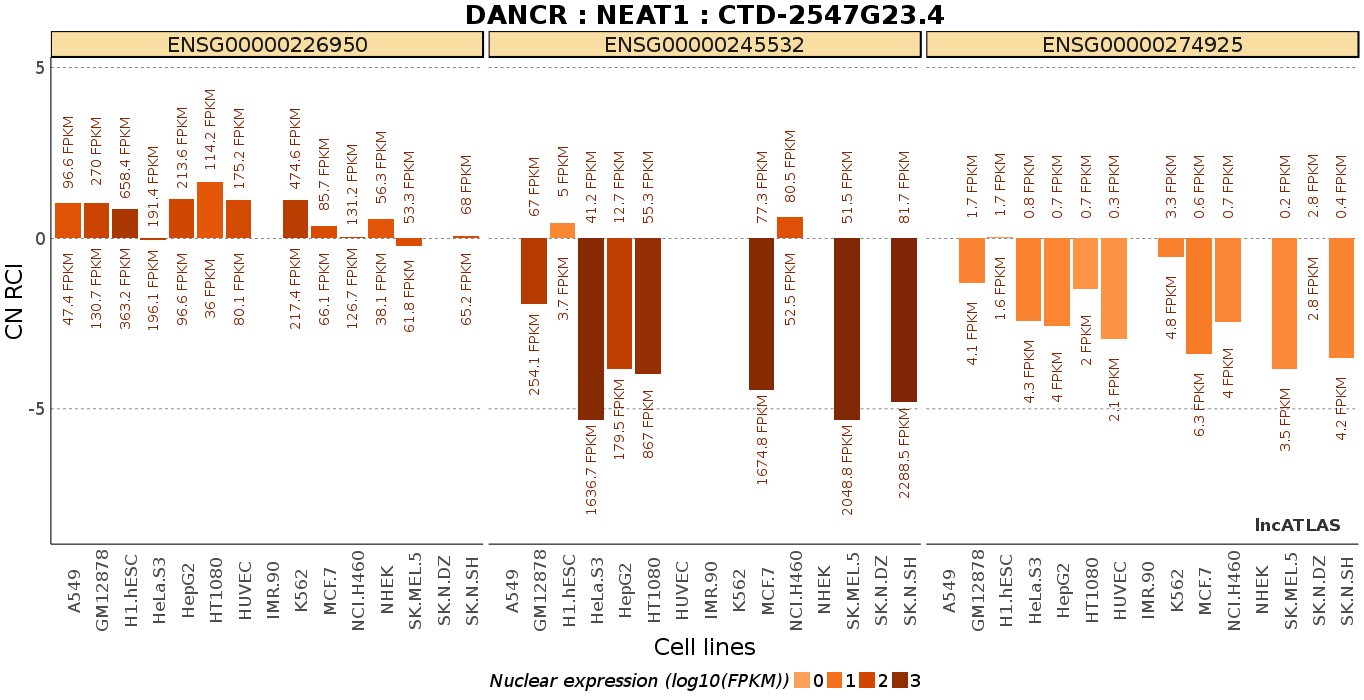 DANCR : NEAT1 : CTD-2547G23.4
ENSG00000226950 ENSG00000245532 ENSG00000274925
5
0
-5
CN RCI
96.6 FPKM 270 FPKM 658.4 FPKM 191.4 FPKM 213.6 FPKM 114.2 FPKM 175.2 FPKM 474.6 FPKM 85.7 FPKM 131.2 FPKM 56.3 FPKM 53.3 FPKM 68 FPKM
47.4 FPKM 130.7 FPKM 363.2 FPKM 196.1 FPKM 96.6 FPKM 36 FPKM 80.1 FPKM 217.4 FPKM 66.1 FPKM 126.7 FPKM 38.1 FPKM 61.8 FPKM 65.2 FPKM
67 FPKM 5 FPKM 41.2 FPKM 12.7 FPKM 55.3 FPKM 77.3 FPKM 80.5 FPKM 51.5 FPKM 81.7 FPKM
254.1 FPKM 3.7 FPKM 1636.7 FPKM 179.5 FPKM 867 FPKM 1674.8 FPKM 52.5 FPKM 2048.8 FPKM 2288.5 FPKM
1.7 FPKM 1.7 FPKM 0.8 FPKM 0.7 FPKM 0.7 FPKM 0.3 FPKM 3.3 FPKM 0.6 FPKM 0.7 FPKM 0.2 FPKM 2.8 FPKM 0.4 FPKM
4.1 FPKM 1.6 FPKM 4.3 FPKM 4 FPKM 2 FPKM 2.1 FPKM 4.8 FPKM 6.3 FPKM 4 FPKM 3.5 FPKM 2.8 FPKM 4.2 FPKM
lncATLAS
A549 GM12878 H1.hESC HeLa.S3 HepG2 HT1080 HUVEC IMR.90 K562 MCF.7 NCI.H460 NHEK SK.MEL.5 SK.N.DZ SK.N.SH
A549 GM12878 H1.hESC HeLa.S3 HepG2 HT1080 HUVEC IMR.90 K562 MCF.7 NCI.H460 NHEK SK.MEL.5 SK.N.DZ SK.N.SH
A549 GM12878 H1.hESC HeLa.S3 HepG2 HT1080 HUVEC IMR.90 K562 MCF.7 NCI.H460 NHEK SK.MEL.5 SK.N.DZ SK.N.SH
Cell lines
Nuclear expression (log10(FPKM)) 0 1 2 3